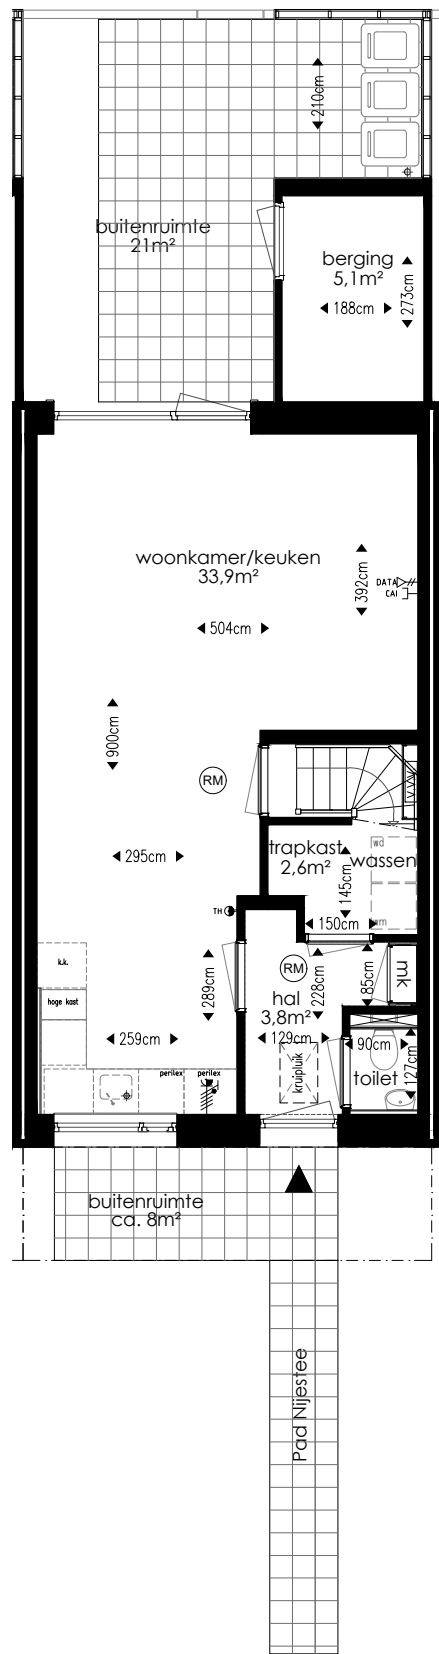 210cm
buitenruimte
21m²
berging
5,1m²
188cm
273cm
woonkamer/keuken
33,9m²
392cm
DATA
CAI
504cm
900cm
RM
trapkast
2,6m²
wd
wassen
wm
295cm
145cm
150cm
TH
k.k.
hoge kast
289cm
RM
hal
3,8m²
228cm
85cm
mk
259cm
129cm
kruipluik
90cm
127cm
toilet
perilex
perilex
buitenruimte
ca. 8m²
Pad Nijestee